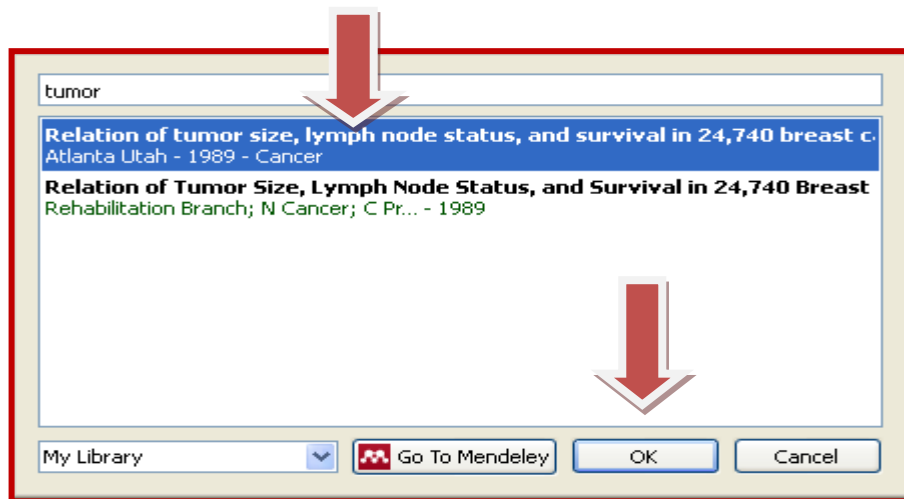 tumor
Relation of tumor size, lymph node status, and survival in 24,740 breast c
Atlanta Utah - 1989 - Cancer
Relation of Tumor Size, Lymph Node Status, and Survival in 24,740 Breast
Rehabilitation Branch; N Cancer; C Pr... - 1989
My Library Go To Mendeley OK Cancel